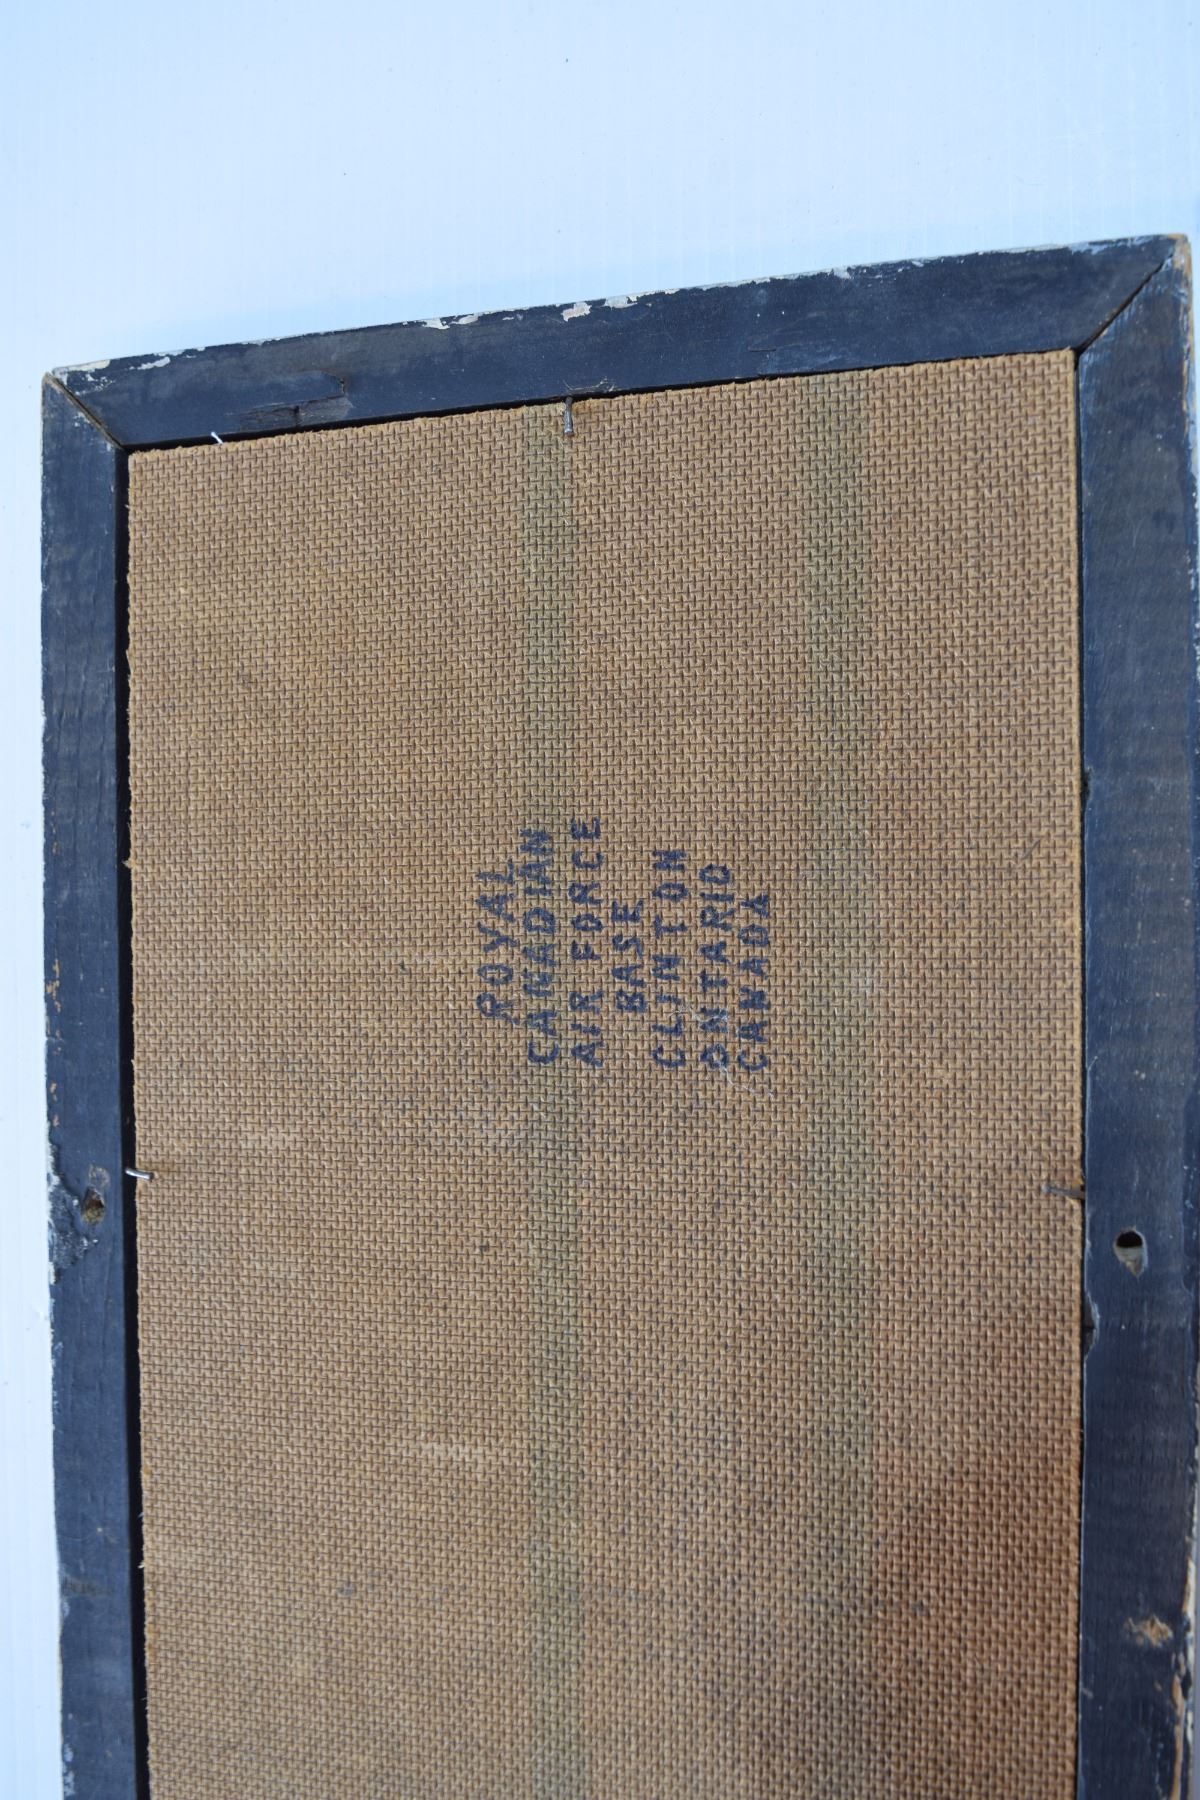 ROYAL
CANADIAN
AIR FORCE
BASE
CLINTON
ONTARIO
CANADA